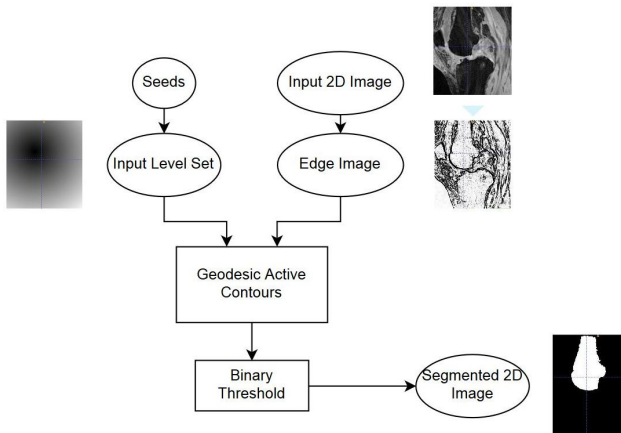 Seeds
Input 2D Image
Input Level Set
Edge Image
Geodesic Active
Contours
Binary
Threshold
Segmented 2D
Image